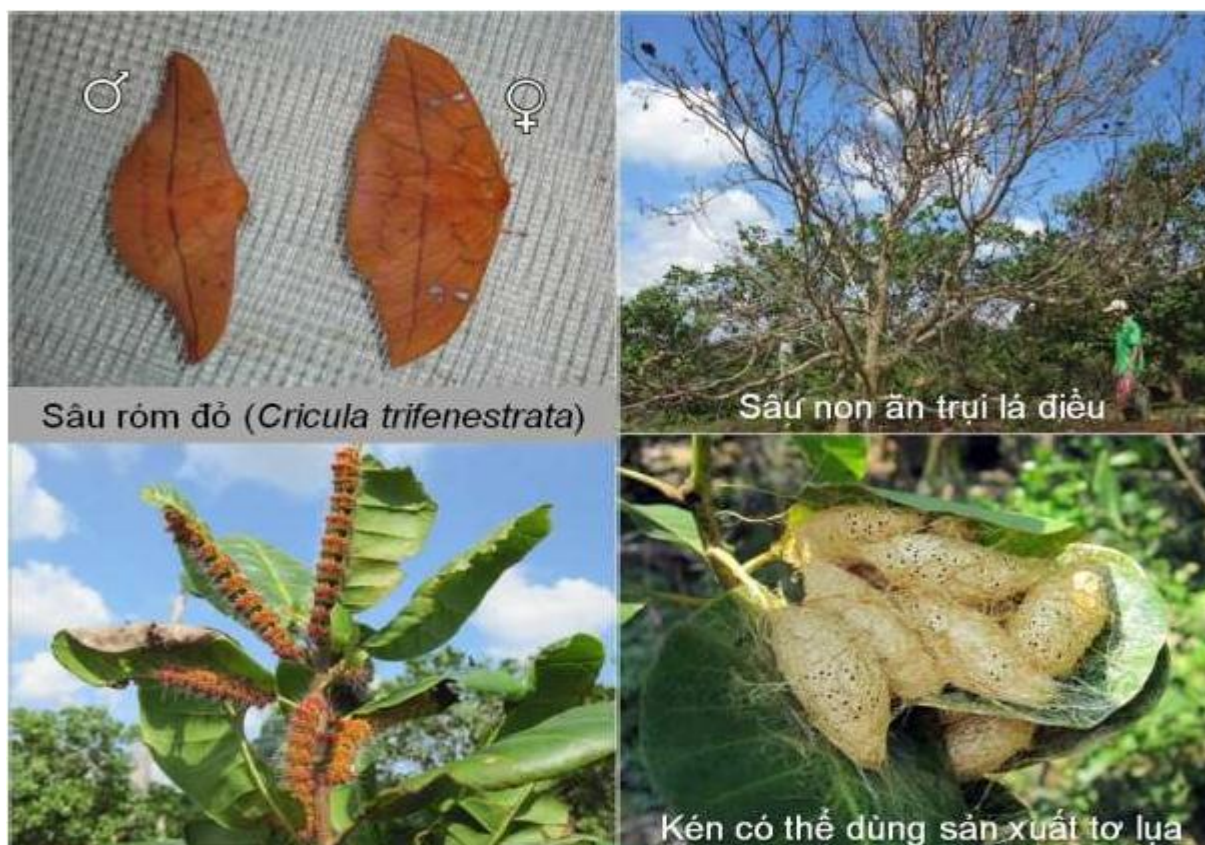 ♂
♀
Sâu róm đỏ (Cricula trifenestrata)
Sâu non ăn trụi lá điều
Kén có thể dùng sản xuất tơ lụa